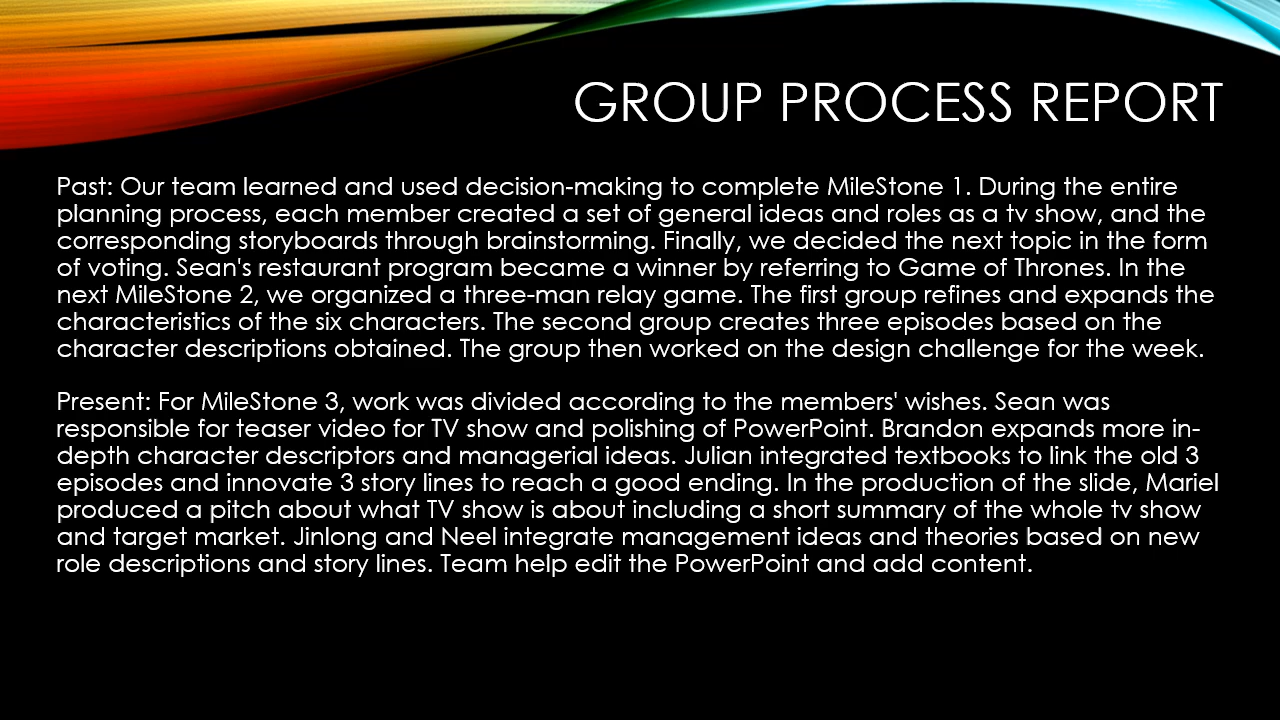 GROUP PROCESS REPORT
Past: Our team learned and used decision-making to complete MileStone 1. During the entire
planning process, each member created a set of general ideas and roles as a tv show, and the
corresponding storyboards through brainstorming. Finally, we decided the next topic in the form
of voting. Sean's restaurant program became a winner by referring to Game of Thrones. In the
next MileStone 2, we organized a three-man relay game. The first group refines and expands the
characteristics of the six characters. The second group creates three episodes based on the
character descriptions obtained. The group then worked on the design challenge for the week.
Present: For MileStone 3, work was divided according to the members' wishes. Sean was
responsible for teaser video for TV show and polishing of PowerPoint. Brandon expands more in-
depth character descriptors and managerial ideas. Julian integrated textbooks to link the old 3
episodes and innovate 3 story lines to reach a good ending. In the production of the slide, Mariel
produced a pitch about what TV show is about including a short summary of the whole tv show
and target market. Jinlong and Neel integrate management ideas and theories based on new
role descriptions and story lines. Team help edit the PowerPoint and add content.